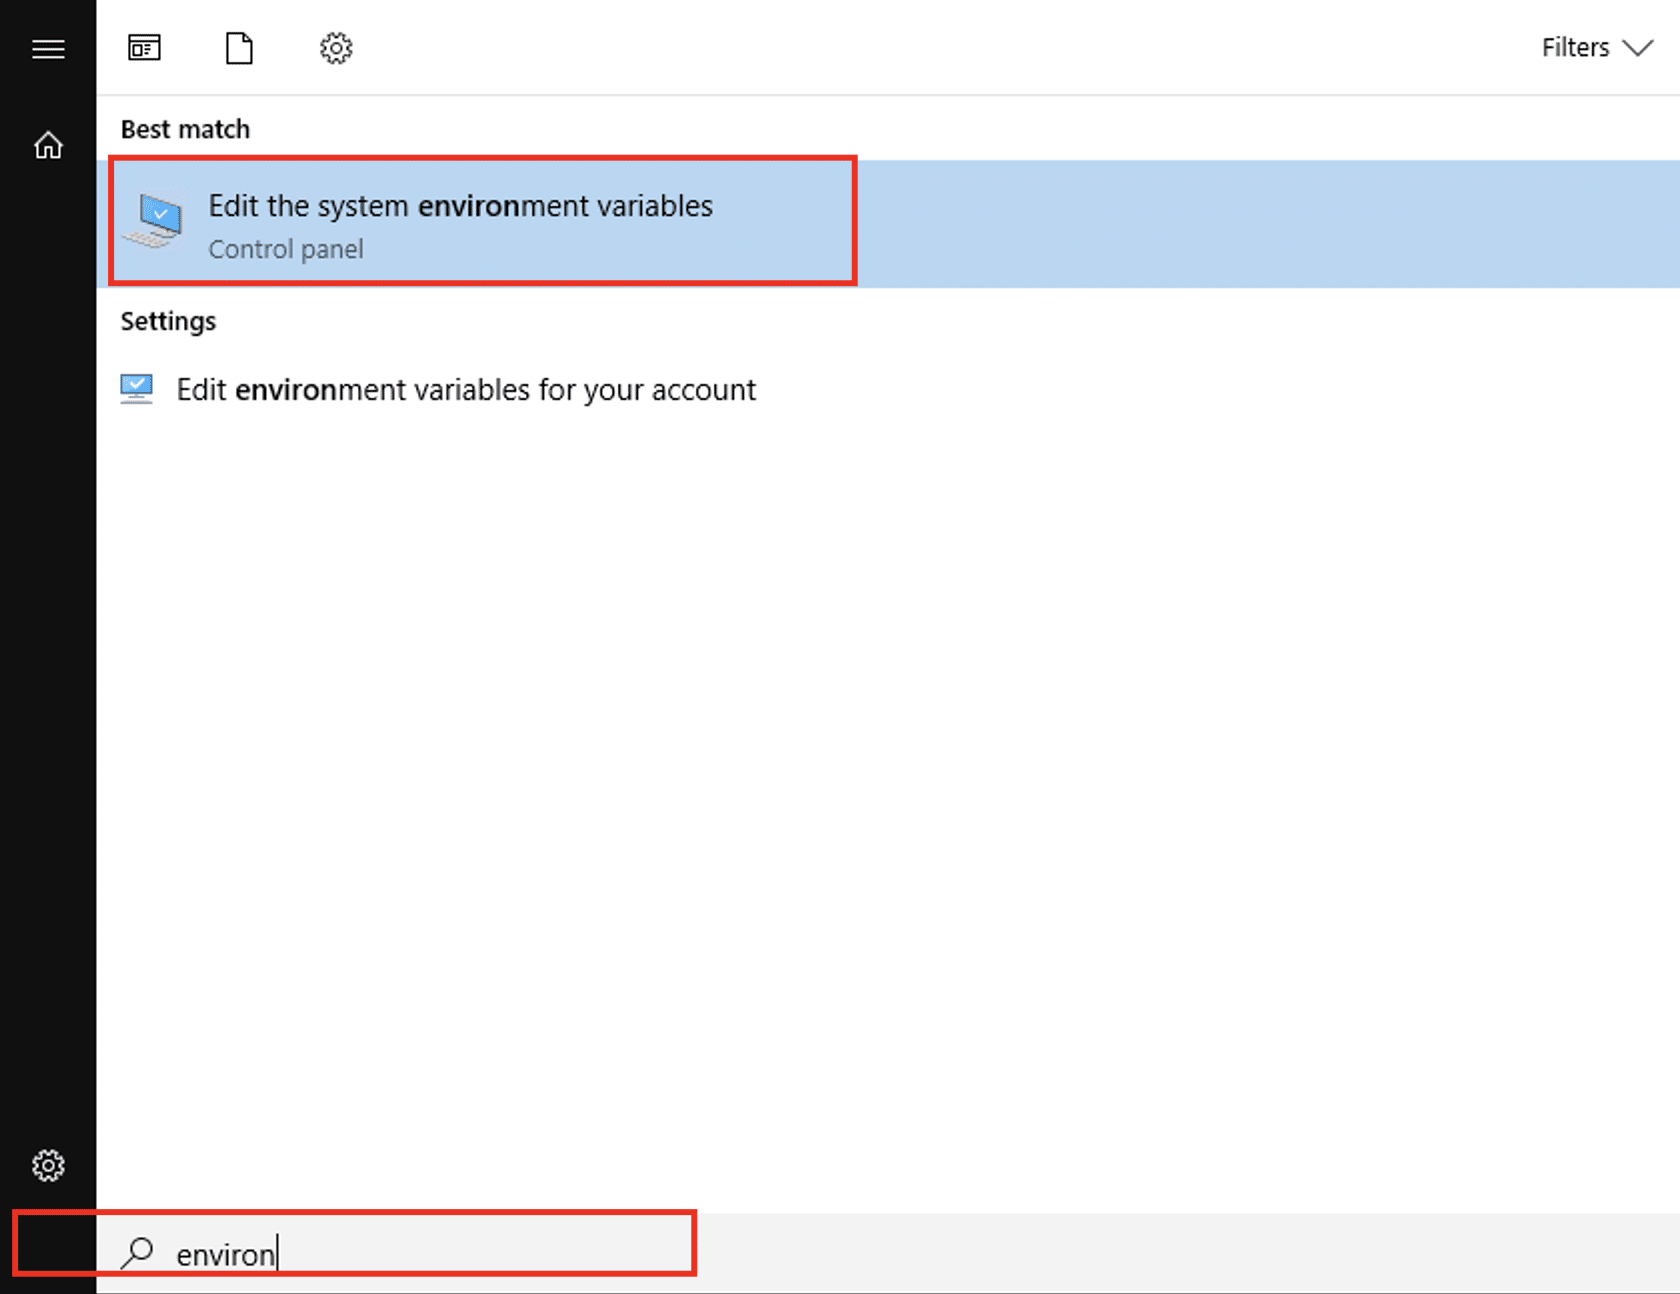 Filters
Best match
Edit the system environment variables
Control panel
Settings
Edit environment variables for your account
environ